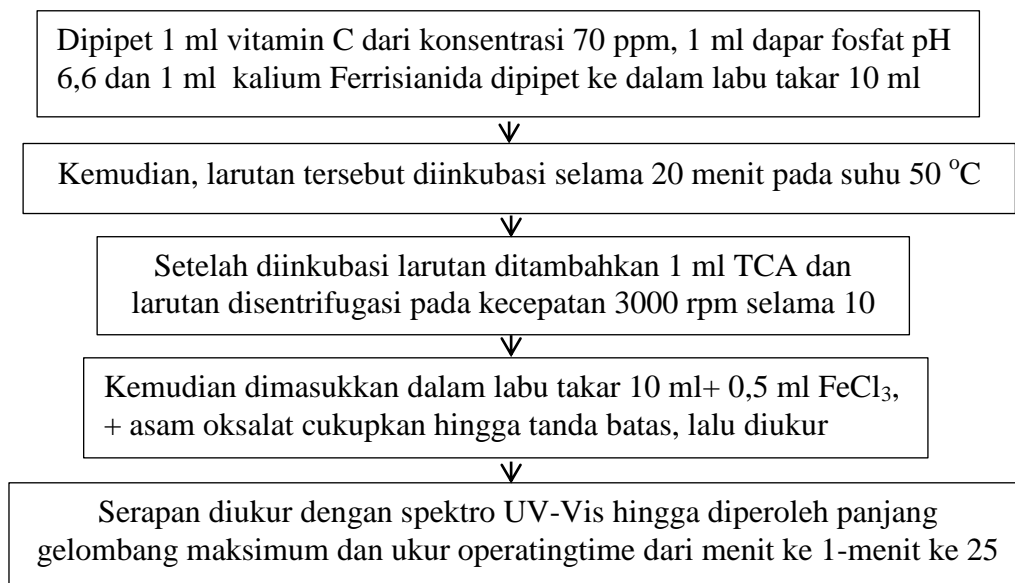 Dipipet 1 ml vitamin C dari konsentrasi 70 ppm, 1 ml dapar fosfat pH
6,6 dan 1 ml  kalium Ferrisianida dipipet ke dalam labu takar 10 ml
Kemudian, larutan tersebut diinkubasi selama 20 menit pada suhu 50 ⁰C
Setelah diinkubasi larutan ditambahkan 1 ml TCA dan
larutan disentrifugasi pada kecepatan 3000 rpm selama 10
Kemudian dimasukkan dalam labu takar 10 ml+ 0,5 ml FeCl₃,
+ asam oksalat cukupkan hingga tanda batas, lalu diukur
Serapan diukur dengan spektro UV-Vis hingga diperoleh panjang
gelombang maksimum dan ukur operatingtime dari menit ke 1-menit ke 25